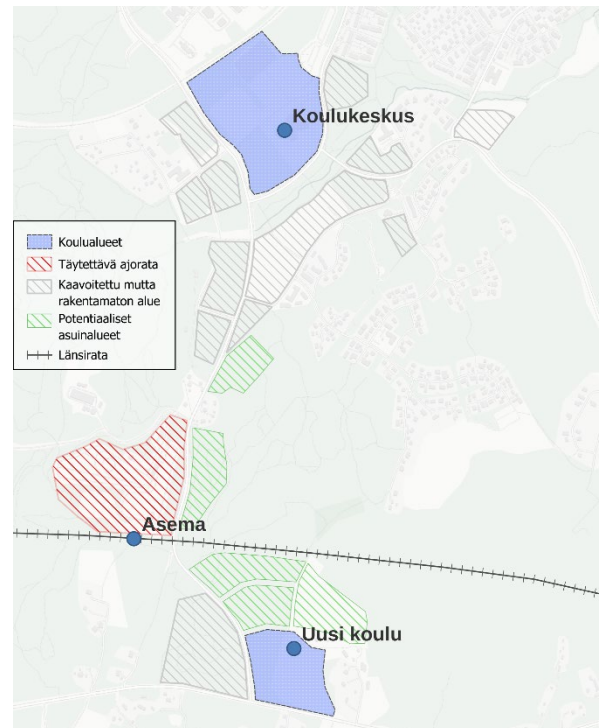 Koulukeskus
Koulualueet
Täytettävä ajorata
Kaavoitettu mutta
rakentamaton alue
Potentiaaliset
asuinalueet
Länsirata
Asema
Uusi koulu